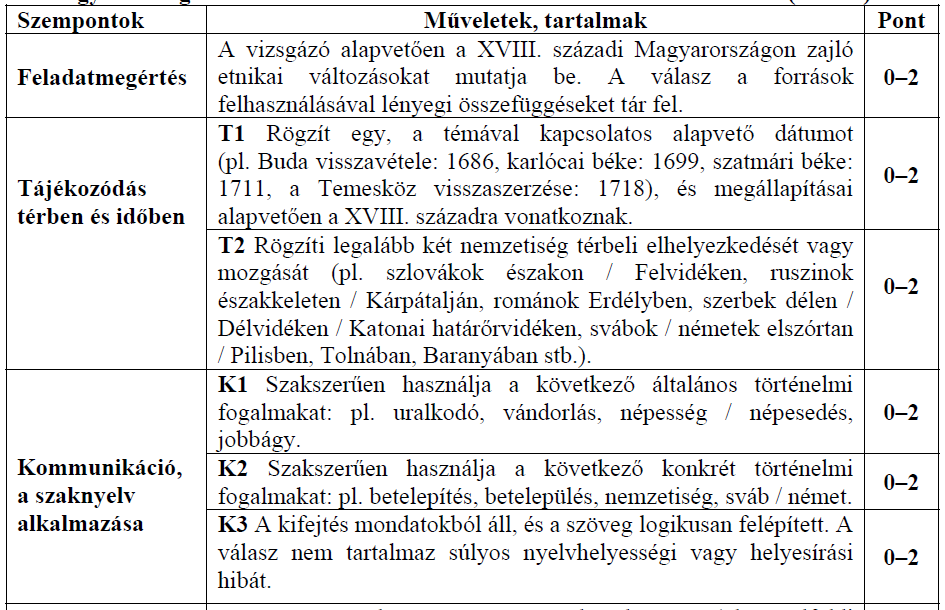 Szempontok Műveletek, tartalmak Pont
Feladatmegértés
A vizsgázó alapvetően a XVIII. századi Magyarországon zajló
etnikai változásokat mutatja be. A válasz a források
felhasználásával lényegi összefüggéseket tár fel.
0–2
Tájékozódás
térben és időben
T1 Rögzít egy, a témával kapcsolatos alapvető dátumot
(pl. Buda visszavétele: 1686, karlócai béke: 1699, szatmári béke:
1711, a Temesköz visszaszerzése: 1718), és megállapításai
alapvetően a XVIII. századra vonatkoznak.
0–2
T2 Rögzíti legalább két nemzetiség térbeli elhelyezkedését vagy
mozgását (pl. szlovákok északon / Felvidéken, ruszinok
északkeleten / Kárpátalján, románok Erdélyben, szerbek délen /
Délvidéken / Katonai határőrvidéken, svábok / németek elszórtan
/ Pilisben, Tolnában, Baranyában stb.).
0–2
Kommunikáció,
a szaknyelv
alkalmazása
K1 Szakszerűen használja a következő általános történelmi
fogalmakat: pl. uralkodó, vándorlás, népesség / népesedés,
jobbágy.
0–2
K2 Szakszerűen használja a következő konkrét történelmi
fogalmakat: pl. betelepítés, betelepülés, nemzetiség, sváb / német.
0–2
K3 A kifejtés mondatokból áll, és a szöveg logikusan felépített. A
válasz nem tartalmaz súlyos nyelvhelyességi vagy helyesírási
hibát.
0–2